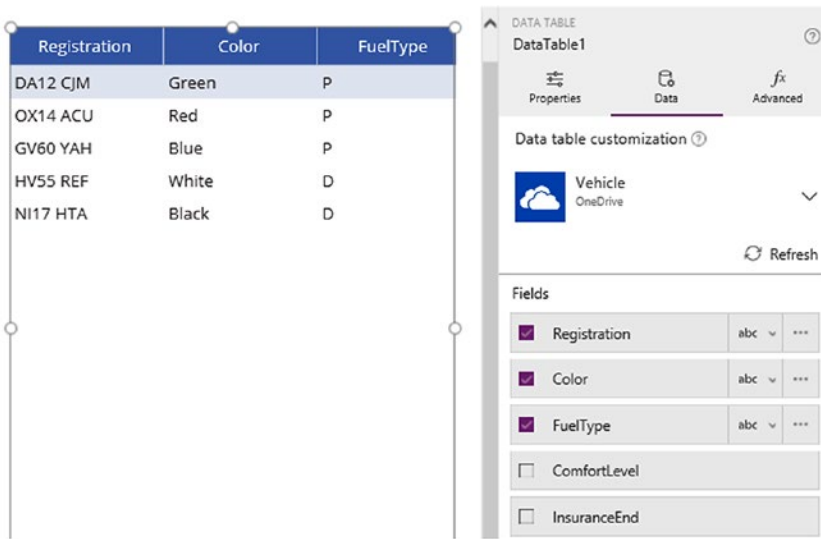 Registration Color FuelType
DA12 CJM Green P
OX14 ACU Red P
GV60 YAH Blue P
HV55 REF White D
NI17 HTA Black D
DATA TABLE
DataTable1
Properties Data Advanced
Data table customization
Vehicle
OneDrive
Refresh
Fields
Registration abc
Color abc
FuelType abc
ComfortLevel
InsuranceEnd